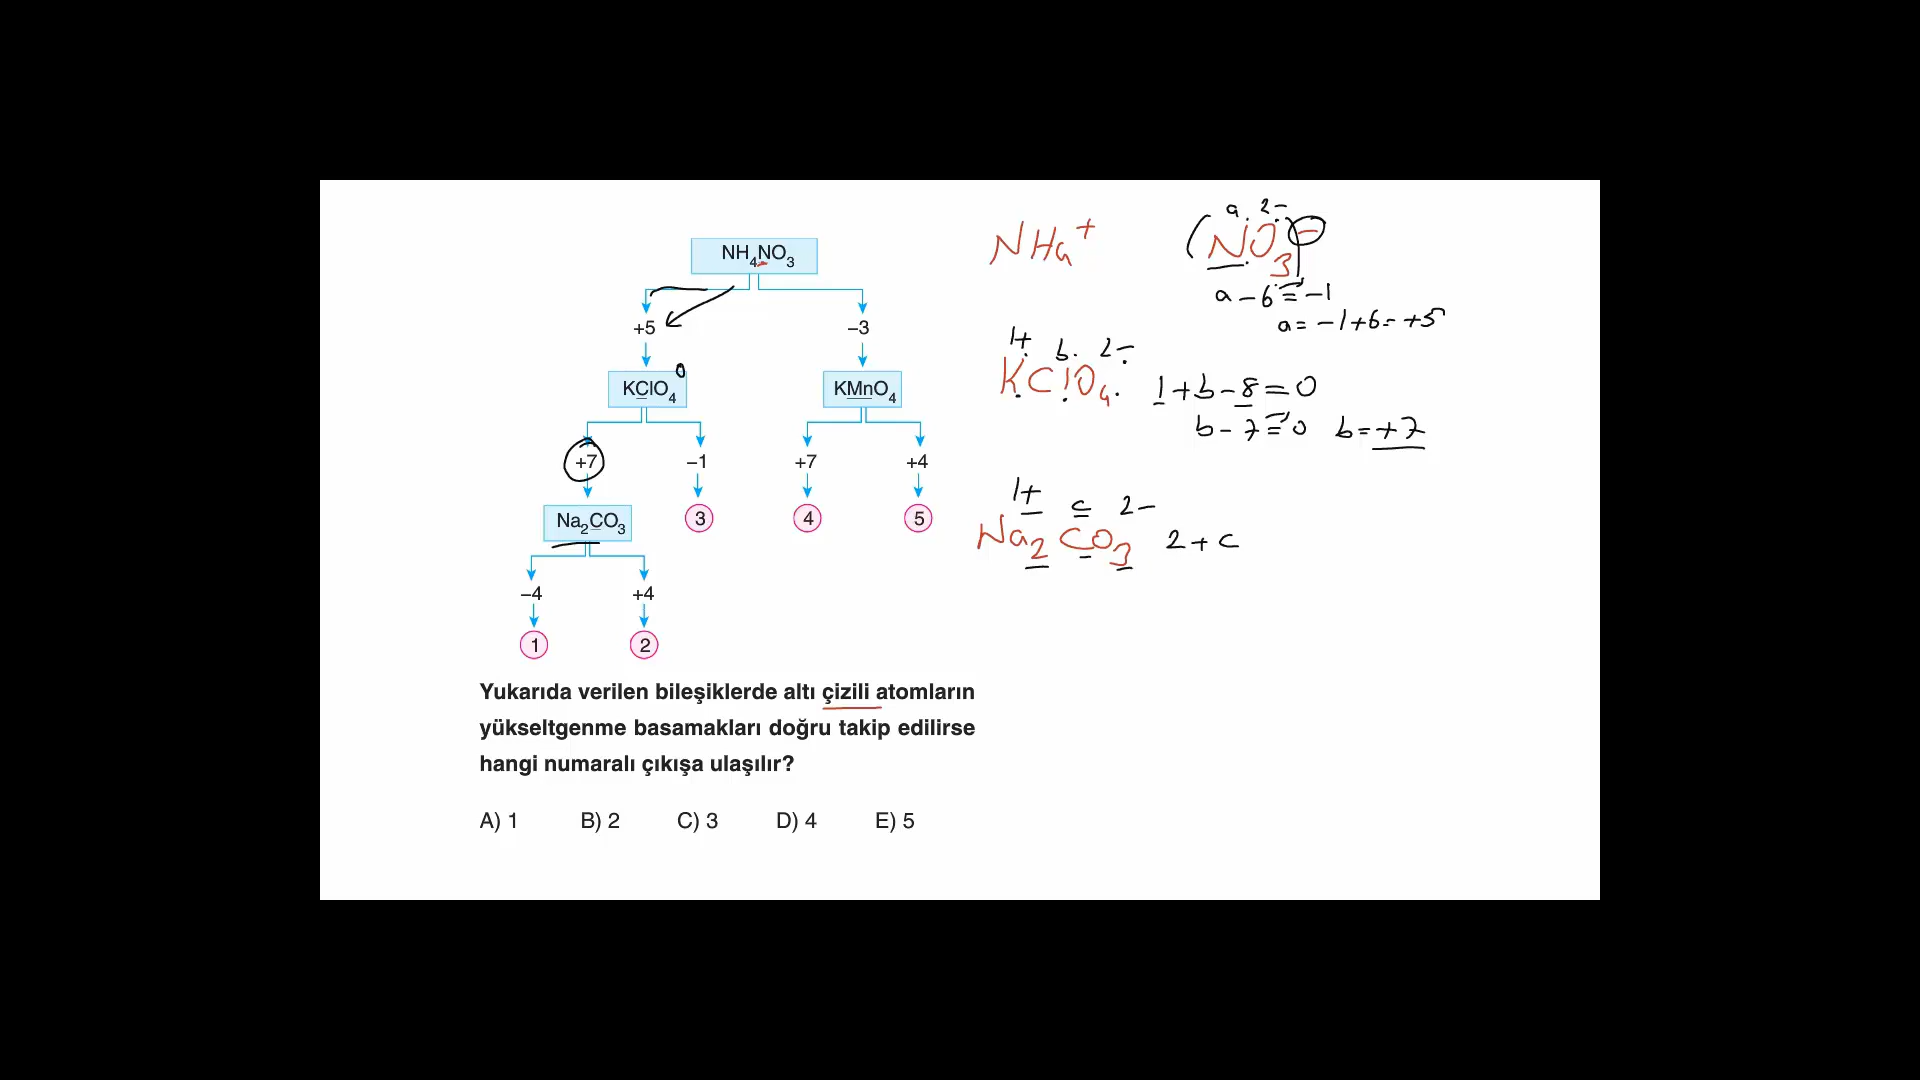 NH4NO3
+5 −3
KClO4 0 KMnO4
+7 −1 +7 +4
Na2CO3 3 4 5
−4 +4
1 2
Yukarıda verilen bileşiklerde altı çizili atomların
yükseltgenme basamakları doğru takip edilirse
hangi numaralı çıkışa ulaşılır?
A) 1 B) 2 C) 3 D) 4 E) 5
NH4+
a 2−
(NO3)−
a − 6 = −1
a = −1+6 = +5
1+ b 2−
KClO4 1+b−8=0
b−7=0 b=+7
1+ c 2−
Na2CO3 2+c